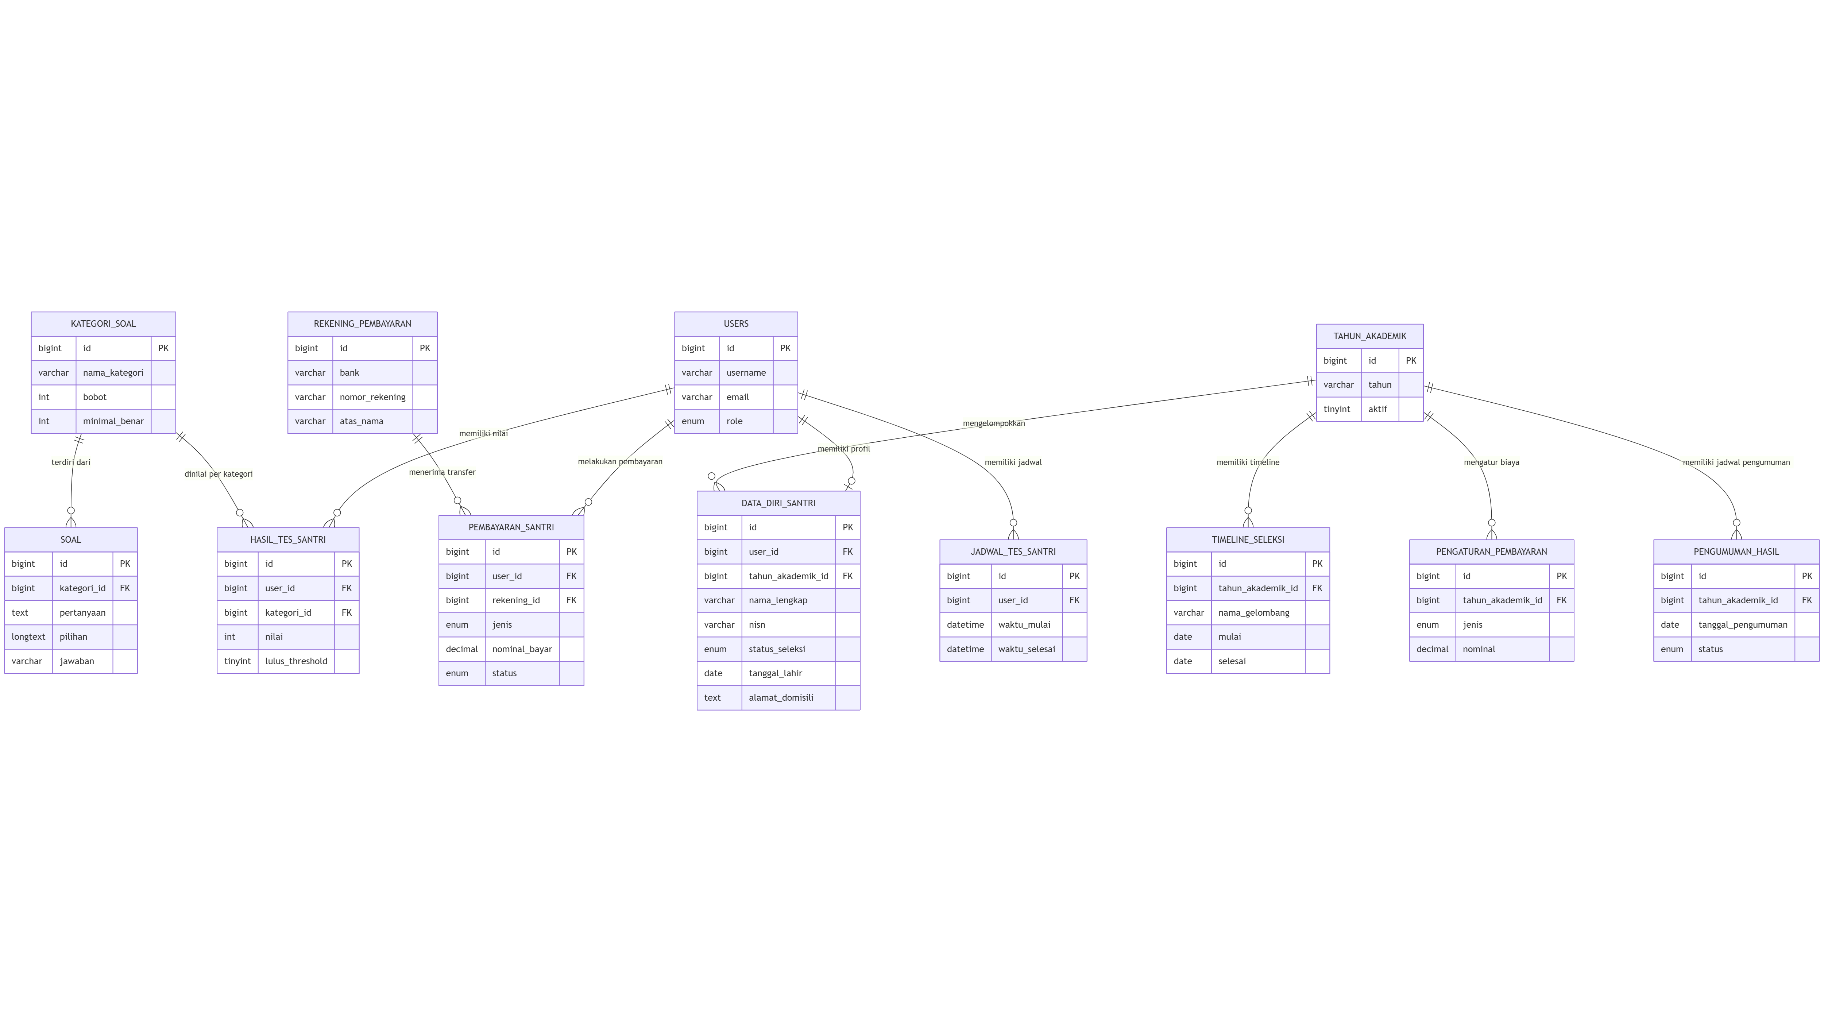 KATEGORI_SOAL
bigint id PK
varchar nama_kategori
int bobot
int minimal_benar
REKENING_PEMBAYARAN
bigint id PK
varchar bank
varchar nomor_rekening
varchar atas_nama
USERS
bigint id PK
varchar username
varchar email
enum role
TAHUN_AKADEMIK
bigint id PK
varchar tahun
tinyint aktif
terdiri dari
dinilai per kategori
memiliki nilai
menerima transfer
melakukan pembayaran
memiliki profil
mengelompokkan
memiliki jadwal
memiliki timeline
mengatur biaya
memiliki jadwal pengumuman
SOAL
bigint id PK
bigint kategori_id FK
text pertanyaan
longtext pilihan
varchar jawaban
HASIL_TES_SANTRI
bigint id PK
bigint user_id FK
bigint kategori_id FK
int nilai
tinyint lulus_threshold
PEMBAYARAN_SANTRI
bigint id PK
bigint user_id FK
bigint rekening_id FK
enum jenis
decimal nominal_bayar
enum status
DATA_DIRI_SANTRI
bigint id PK
bigint user_id FK
bigint tahun_akademik_id FK
varchar nama_lengkap
varchar nisn
enum status_seleksi
date tanggal_lahir
text alamat_domisili
JADWAL_TES_SANTRI
bigint id PK
bigint user_id FK
datetime waktu_mulai
datetime waktu_selesai
TIMELINE_SELEKSI
bigint id PK
bigint tahun_akademik_id FK
varchar nama_gelombang
date mulai
date selesai
PENGATURAN_PEMBAYARAN
bigint id PK
bigint tahun_akademik_id FK
enum jenis
decimal nominal
PENGUMUMAN_HASIL
bigint id PK
bigint tahun_akademik_id FK
date tanggal_pengumuman
enum status